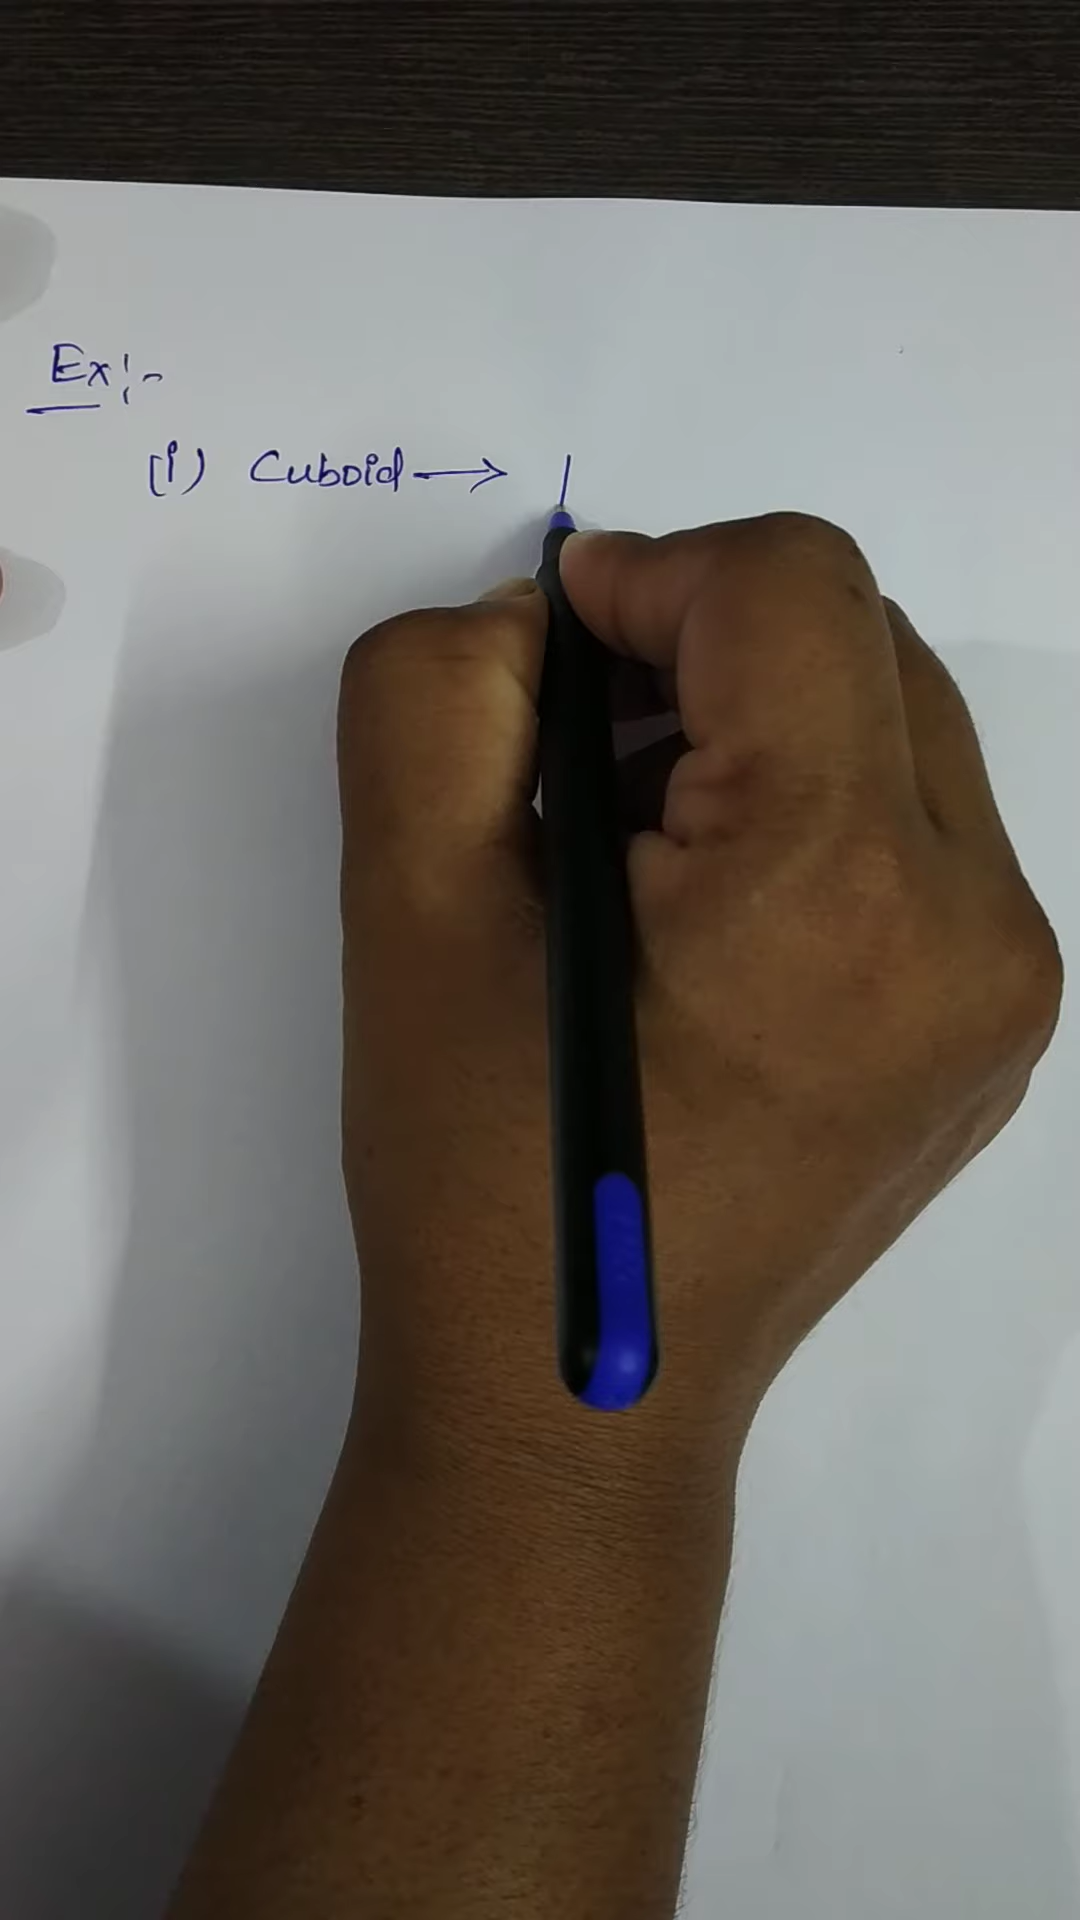 Ex:-
(i) Cuboid →